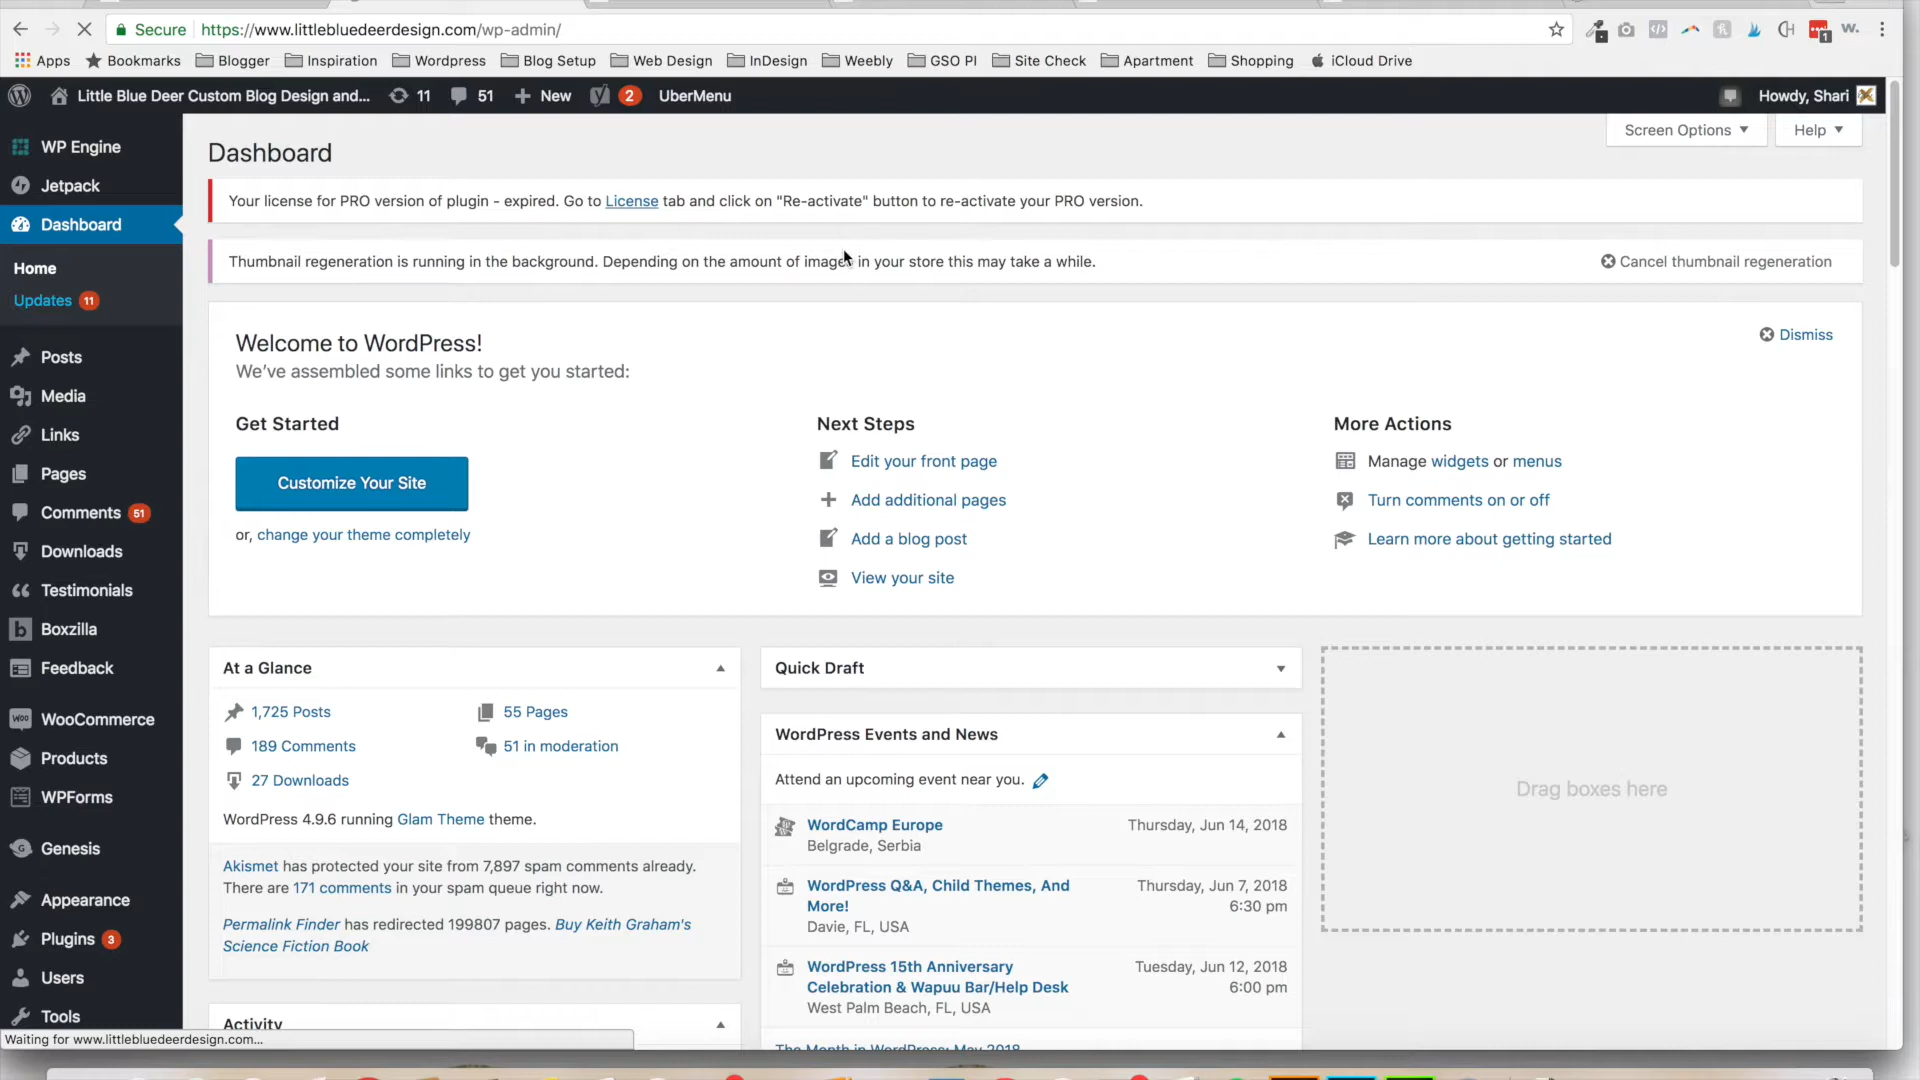 Secure https://www.littlebluedeerdesign.com/wp-admin/
1
W.
Apps Bookmarks Blogger Inspiration Wordpress Blog Setup Web Design InDesign Weebly GSO PI Site Check Apartment Shopping iCloud Drive
Little Blue Deer Custom Blog Design and... 11 51 New 2 UberMenu Howdy, Shari
Screen Options Help
WP Engine
Jetpack
Dashboard
Home
Updates 11
Posts
Media
Links
Pages
Comments 51
Downloads
Testimonials
Boxzilla
Feedback
WooCommerce
Products
WPForms
Genesis
Appearance
Plugins 3
Users
Tools
Dashboard
Your license for PRO version of plugin - expired. Go to License tab and click on "Re-activate" button to re-activate your PRO version.
Thumbnail regeneration is running in the background. Depending on the amount of images in your store this may take a while. Cancel thumbnail regeneration
Welcome to WordPress! Dismiss
We've assembled some links to get you started:
Get Started
Customize Your Site
or, change your theme completely
Next Steps
Edit your front page
Add additional pages
Add a blog post
View your site
More Actions
Manage widgets or menus
Turn comments on or off
Learn more about getting started
At a Glance
1,725 Posts 55 Pages
189 Comments 51 in moderation
27 Downloads
WordPress 4.9.6 running Glam Theme theme.
Akismet has protected your site from 7,897 spam comments already.
There are 171 comments in your spam queue right now.
Permalink Finder has redirected 199807 pages. Buy Keith Graham's
Science Fiction Book
Activity
Quick Draft
WordPress Events and News
Attend an upcoming event near you.
WordCamp Europe Thursday, Jun 14, 2018
Belgrade, Serbia
WordPress Q&A, Child Themes, And Thursday, Jun 7, 2018
More! 6:30 pm
Davie, FL, USA
WordPress 15th Anniversary Tuesday, Jun 12, 2018
Celebration & Wapuu Bar/Help Desk 6:00 pm
West Palm Beach, FL, USA
The Month in WordPress: May 2018
Drag boxes here
Waiting for www.littlebluedeerdesign.com...